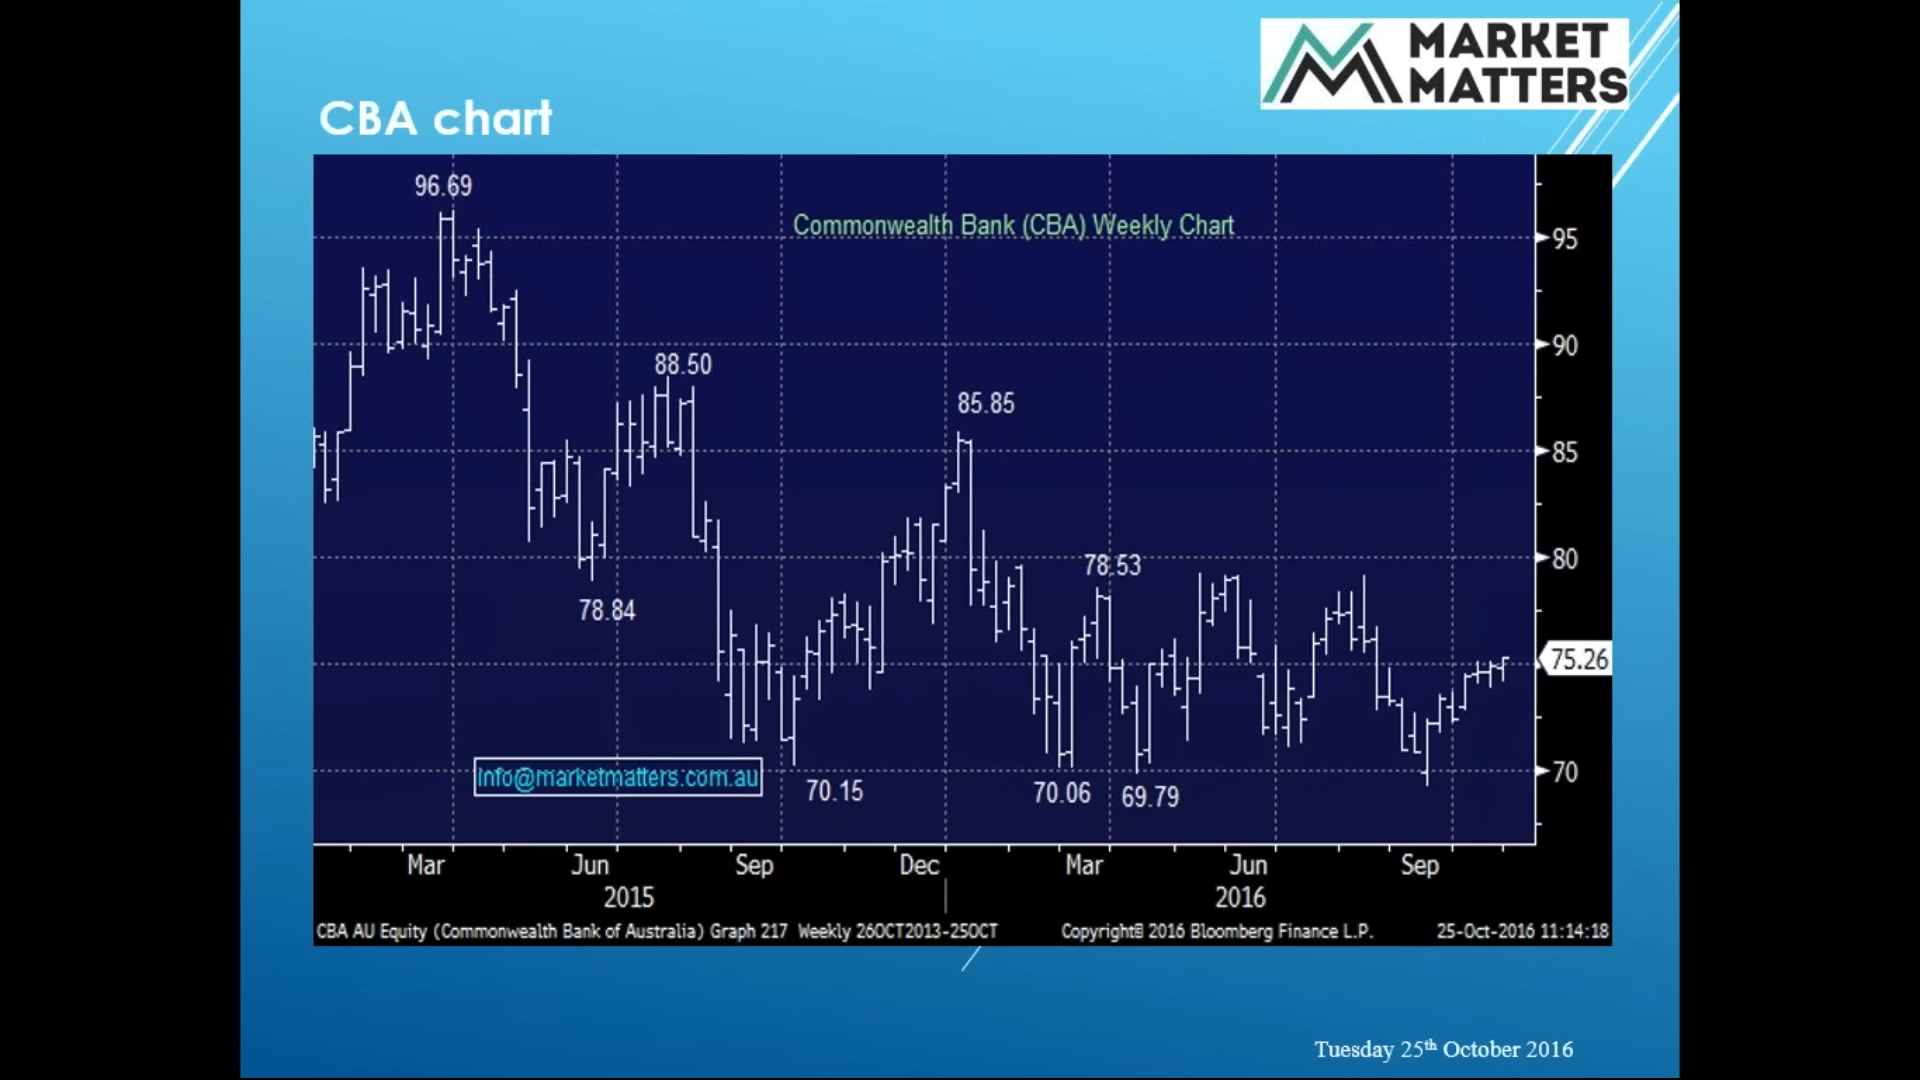 MARKET
MATTERS
CBA chart
96.69
Commonwealth Bank (CBA) Weekly Chart
95
90
88.50
85.85
85
80
78.53
78.84
75.26
info@marketmatters.com.au
70.15
70.06
69.79
70
Mar Jun Sep Dec Mar Jun Sep
2015 2016
CBA AU Equity (Commonwealth Bank of Australia) Graph 217 Weekly 26OCT2013-25OCT Copyright© 2016 Bloomberg Finance L.P. 25-Oct-2016 11:14:18
Tuesday 25th October 2016